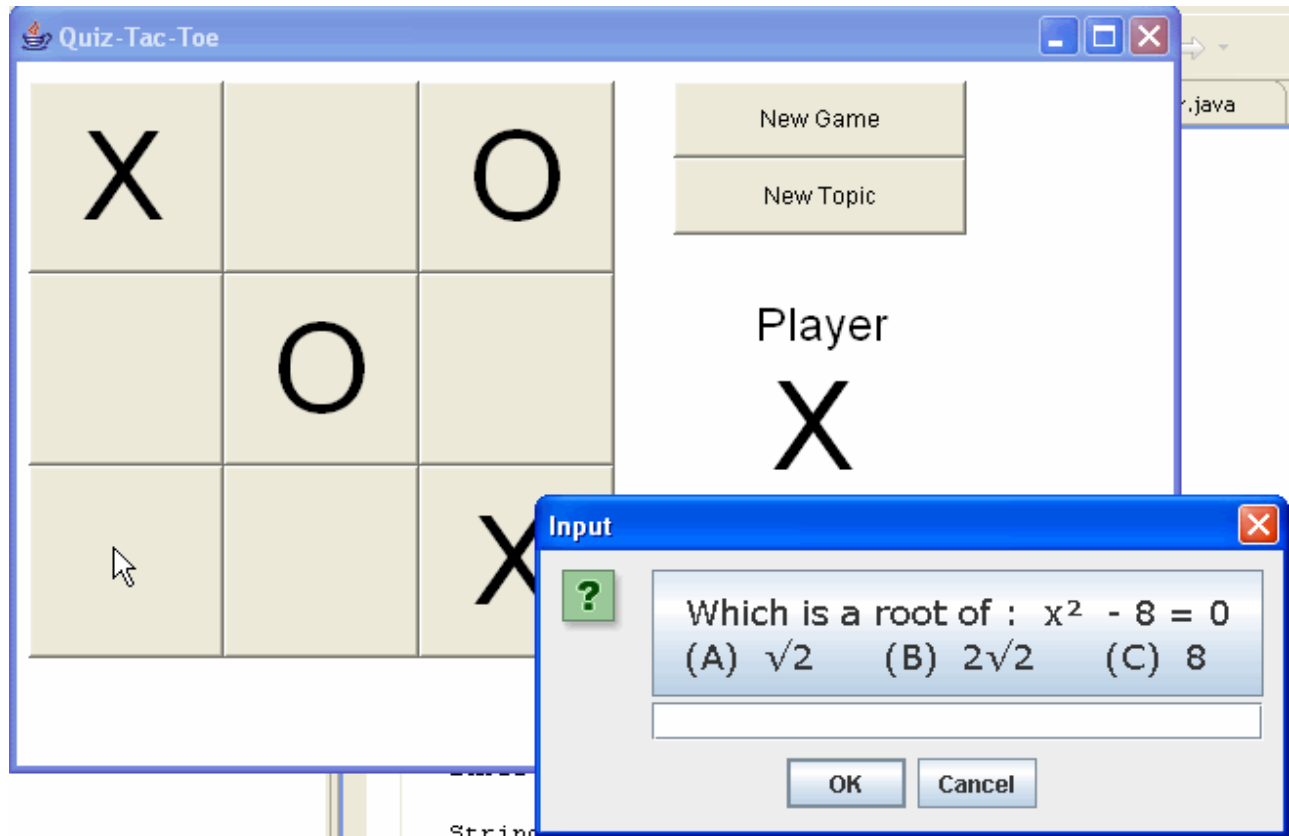 Quiz-Tac-Toe
r.java
X O
New Game
New Topic
O
Player
X
X
Input
?
Which is a root of : x² - 8 = 0
(A) √2 (B) 2√2 (C) 8
OK Cancel
String